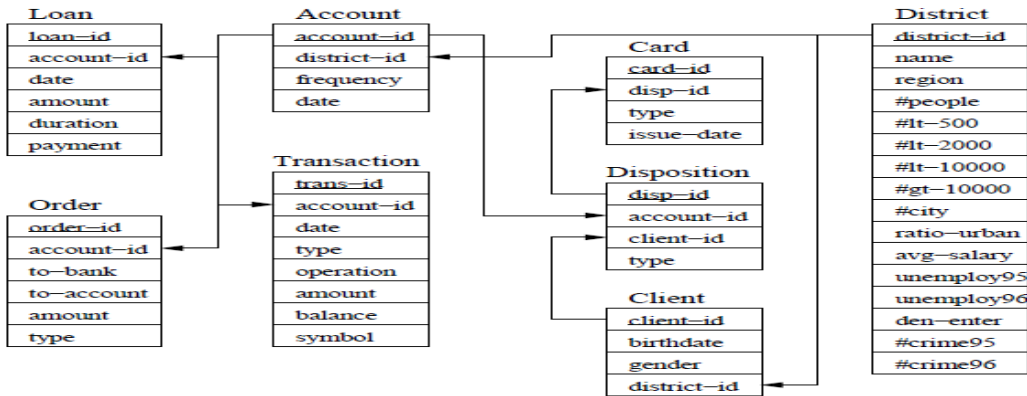 Loan
loan-id
account-id
date
amount
duration
payment
Account
account-id
district-id
frequency
date
Card
card-id
disp-id
type
issue-date
District
district-id
name
region
#people
#lt-500
#lt-2000
#lt-10000
#gt-10000
#city
ratio-urban
avg-salary
unemploy95
unemploy96
den-enter
#crime95
#crime96
Order
order-id
account-id
to-bank
to-account
amount
type
Transaction
trans-id
account-id
date
type
operation
amount
balance
symbol
Disposition
disp-id
account-id
client-id
type
Client
client-id
birthdate
gender
district-id